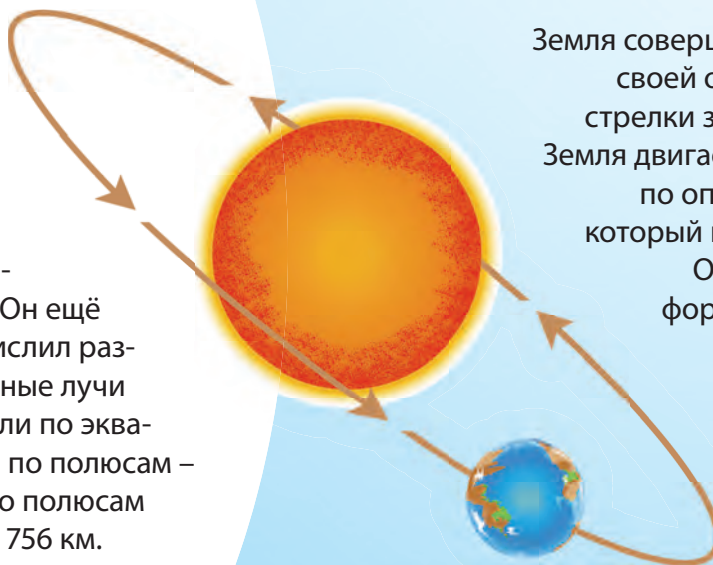 Земля соверш
своей с
стрелки з
Земля двигае
по оп
который
О
фор
-
Он ещё
ислил раз-
ные лучи
ли по эква-
по полюсам –
о полюсам
756 км.